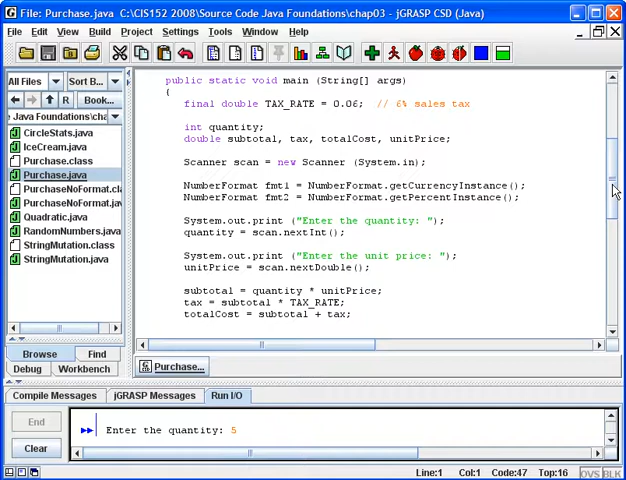 File: Purchase.java  C:\CIS152 2008\Source Code Java Foundations\chap03 - jGRASP CSD (Java)
File Edit View Build Project Settings Tools Window Help
All Files Sort B...
R Book...
e Java Foundations\chap03
CircleStats.java
IceCream.java
Purchase.class
Purchase.java
PurchaseNoFormat.cla
PurchaseNoFormat.jav
Quadratic.java
RandomNumbers.java
StringMutation.class
StringMutation.java
Browse Find
Debug Workbench
public static void main (String[] args)
{
final double TAX_RATE = 0.06;  // 6% sales tax
int quantity;
double subtotal, tax, totalCost, unitPrice;
Scanner scan = new Scanner (System.in);
NumberFormat fmt1 = NumberFormat.getCurrencyInstance();
NumberFormat fmt2 = NumberFormat.getPercentInstance();
System.out.print ("Enter the quantity: ");
quantity = scan.nextInt();
System.out.print ("Enter the unit price: ");
unitPrice = scan.nextDouble();
subtotal = quantity * unitPrice;
tax = subtotal * TAX_RATE;
totalCost = subtotal + tax;
Purchase...
Compile Messages jGRASP Messages Run I/O
End
Clear
Enter the quantity: 5
Line:1 Col:1 Code:47 Top:16 OVS BLK